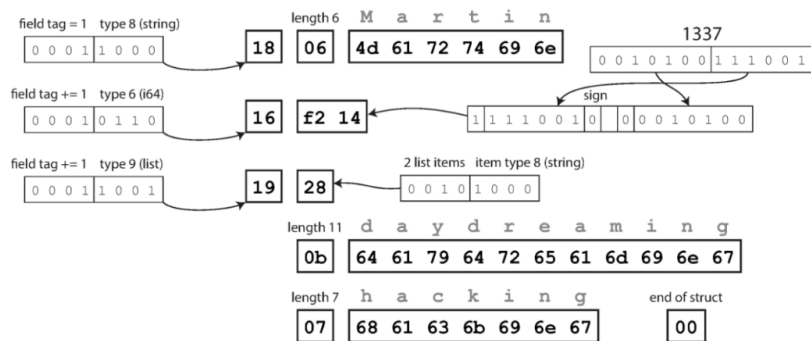 length 6 M a r t i n
field tag = 1 type 8 (string) 1337
0 0 0 1 1 0 0 0 18 06 4d 61 72 74 69 6e 0 0 1 0 1 0 0 1 1 1 0 0 1
field tag += 1 type 6 (i64) sign
0 0 0 1 0 1 1 0 16 f2 14 1 1 1 1 0 0 1 0 0 0 0 1 0 1 0 0
field tag += 1 type 9 (list) 2 list items item type 8 (string)
0 0 0 1 1 0 0 1 19 28 0 0 1 0 1 0 0 0
length 11 d a y d r e a m i n g
0b 64 61 79 64 72 65 61 6d 69 6e 67
length 7 h a c k i n g end of struct
07 68 61 63 6b 69 6e 67 00